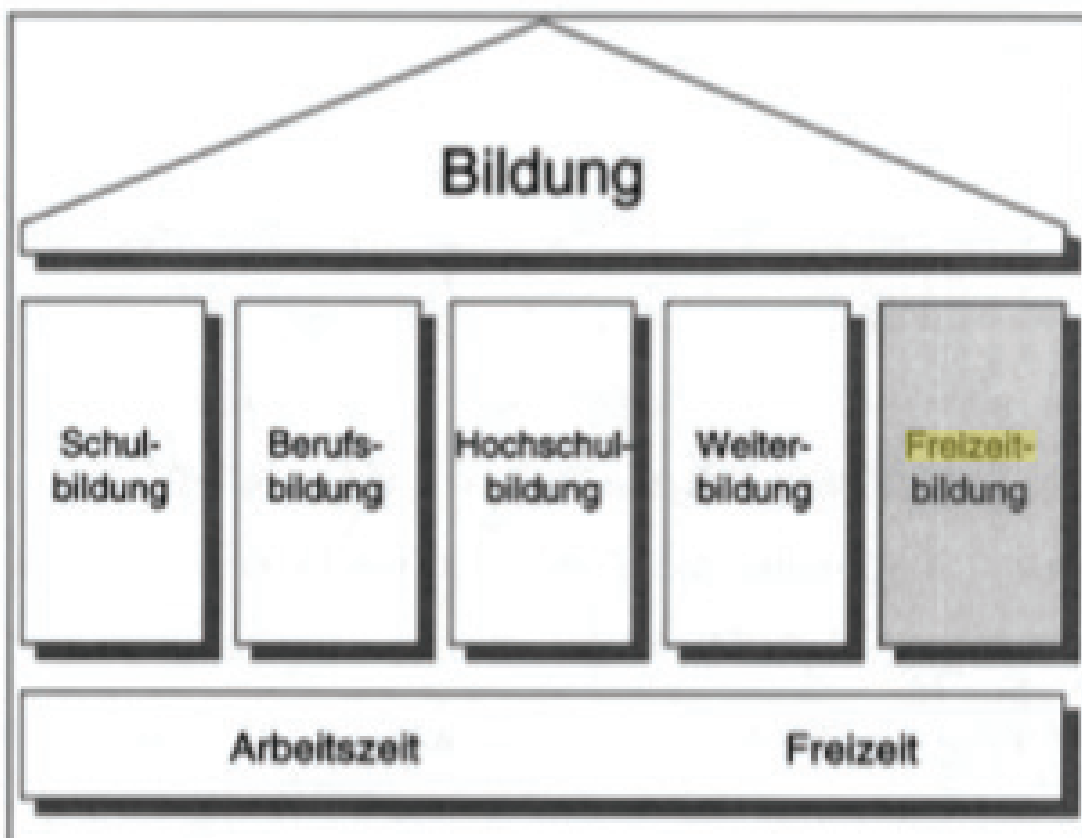 Bildung
Schul-
bildung
Berufs-
bildung
Hochschul-
bildung
Weiter-
bildung
Freizeit-
bildung
Arbeitszeit
Freizeit